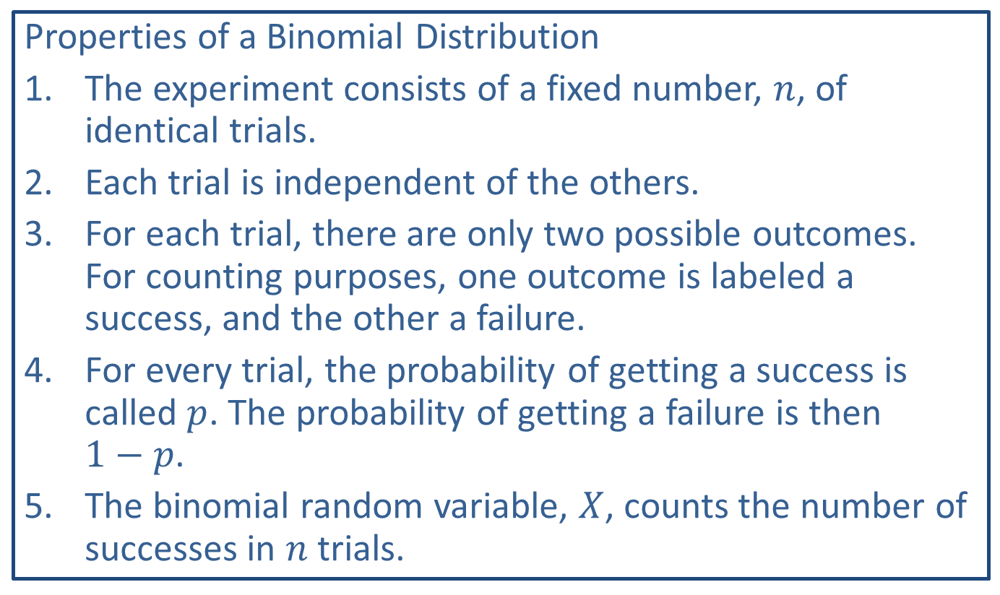 Properties of a Binomial Distribution
1. The experiment consists of a fixed number, n, of
identical trials.
2. Each trial is independent of the others.
3. For each trial, there are only two possible outcomes.
For counting purposes, one outcome is labeled a
success, and the other a failure.
4. For every trial, the probability of getting a success is
called p. The probability of getting a failure is then
1 − p.
5. The binomial random variable, X, counts the number of
successes in n trials.